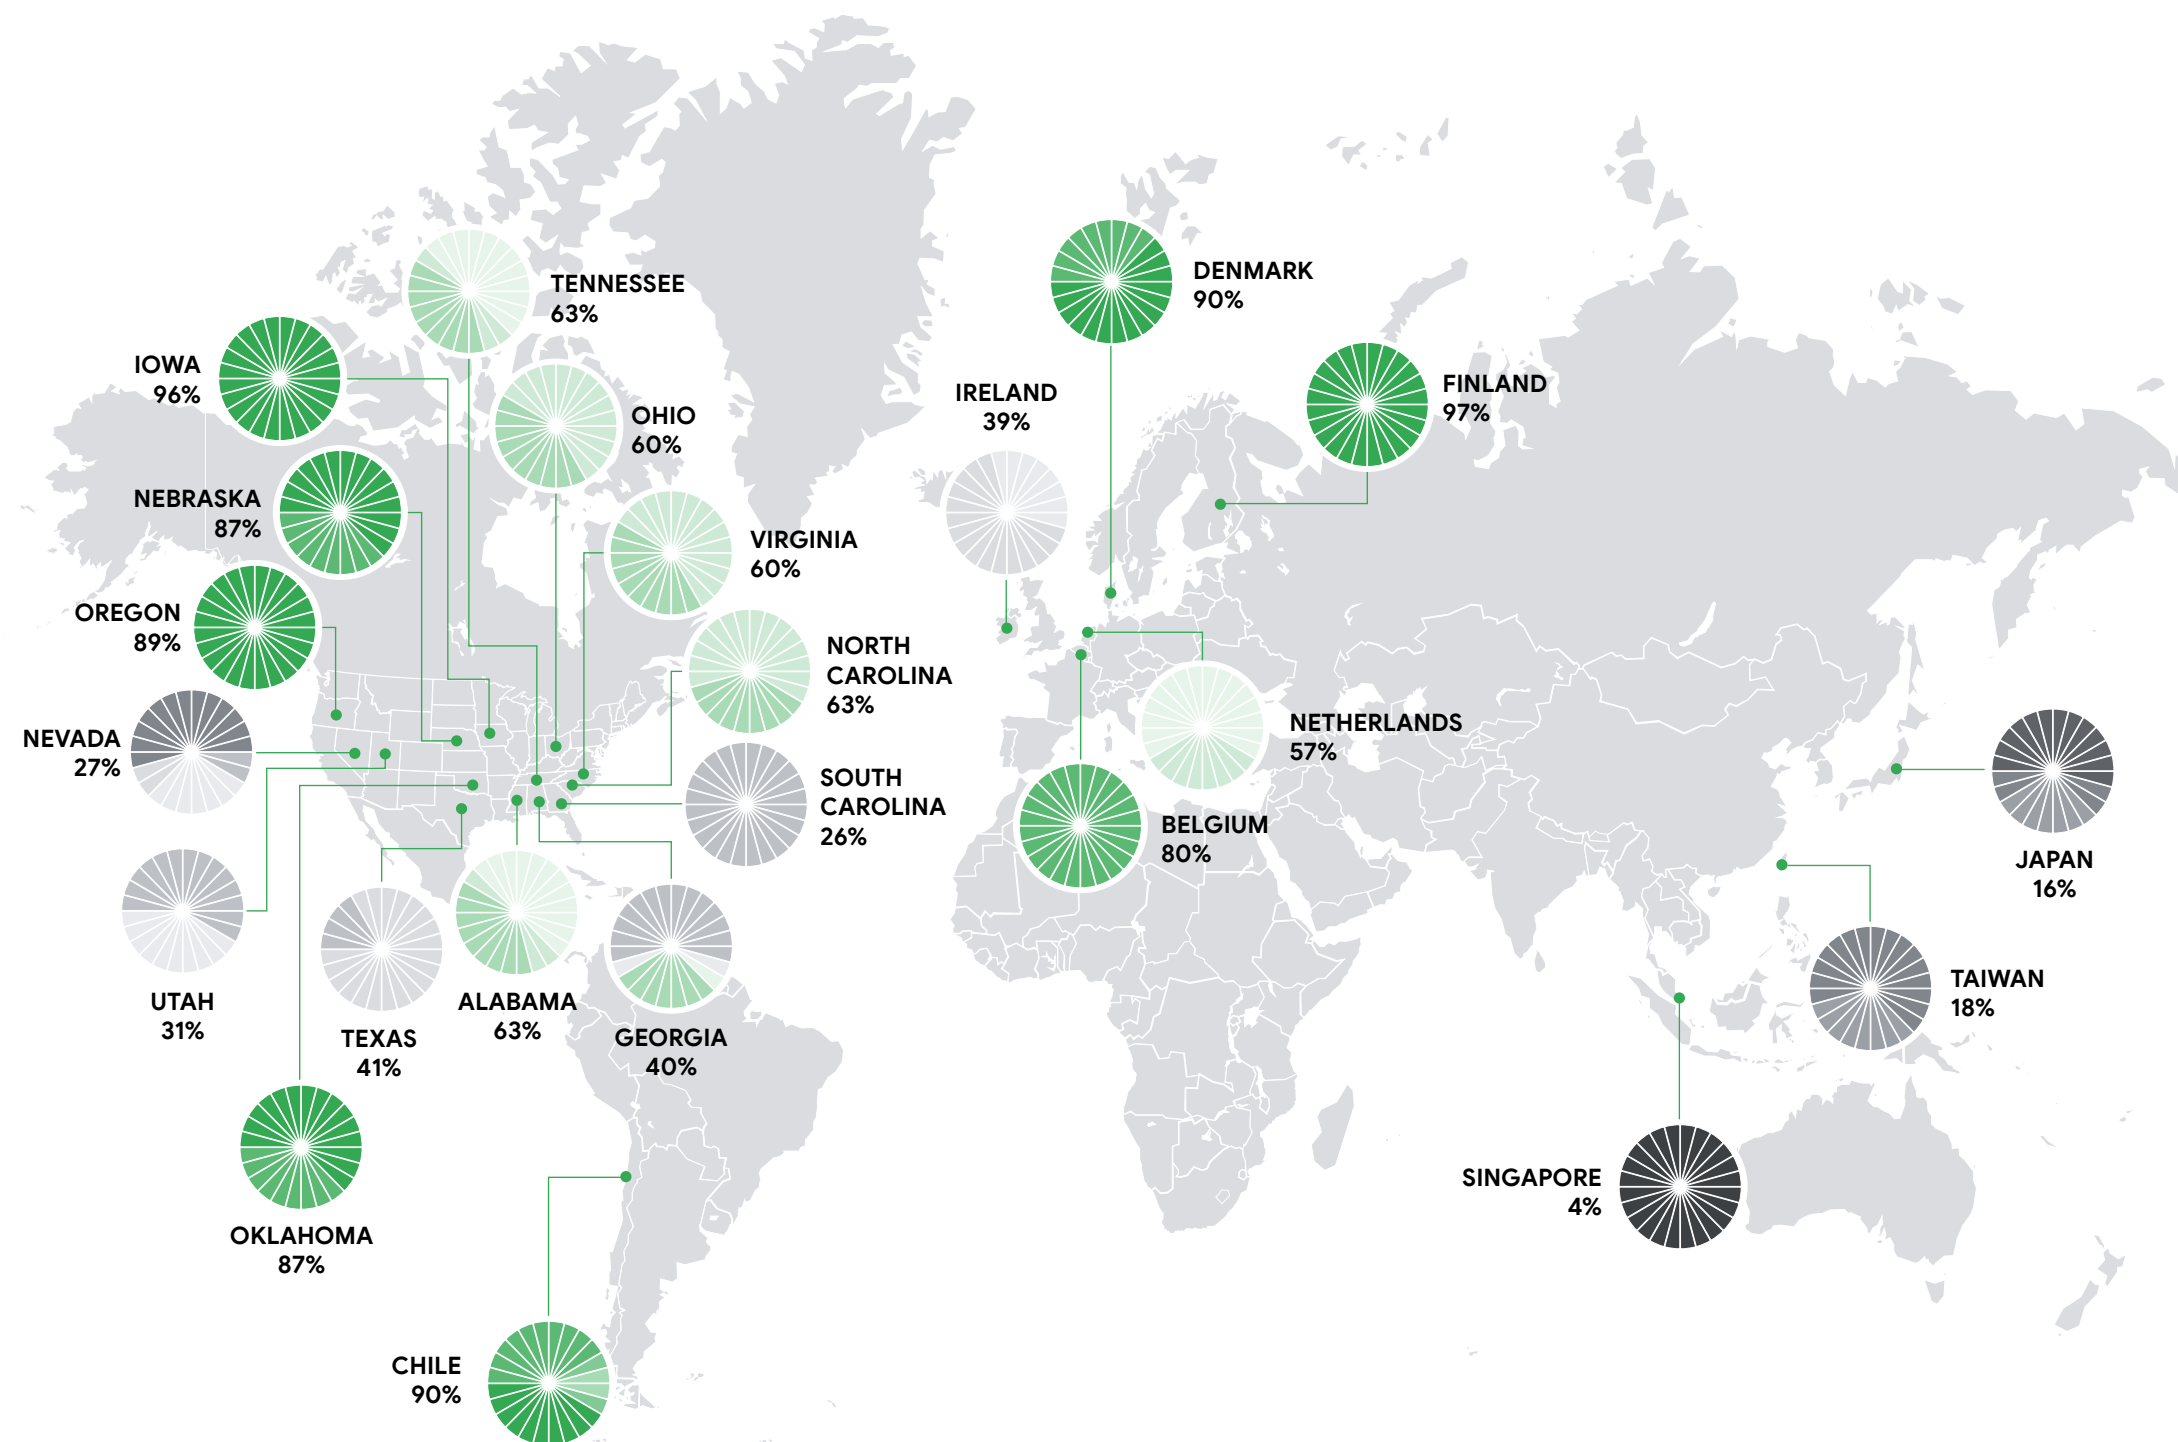 TENNESSEE
63%
IOWA
96%
OHIO
60%
NEBRASKA
87%
VIRGINIA
60%
OREGON
89%
NORTH
CAROLINA
63%
NEVADA
27%
SOUTH
CAROLINA
26%
UTAH
31%
TEXAS
41%
ALABAMA
63%
GEORGIA
40%
OKLAHOMA
87%
CHILE
90%
DENMARK
90%
IRELAND
39%
FINLAND
97%
NETHERLANDS
57%
BELGIUM
80%
JAPAN
16%
TAIWAN
18%
SINGAPORE
4%